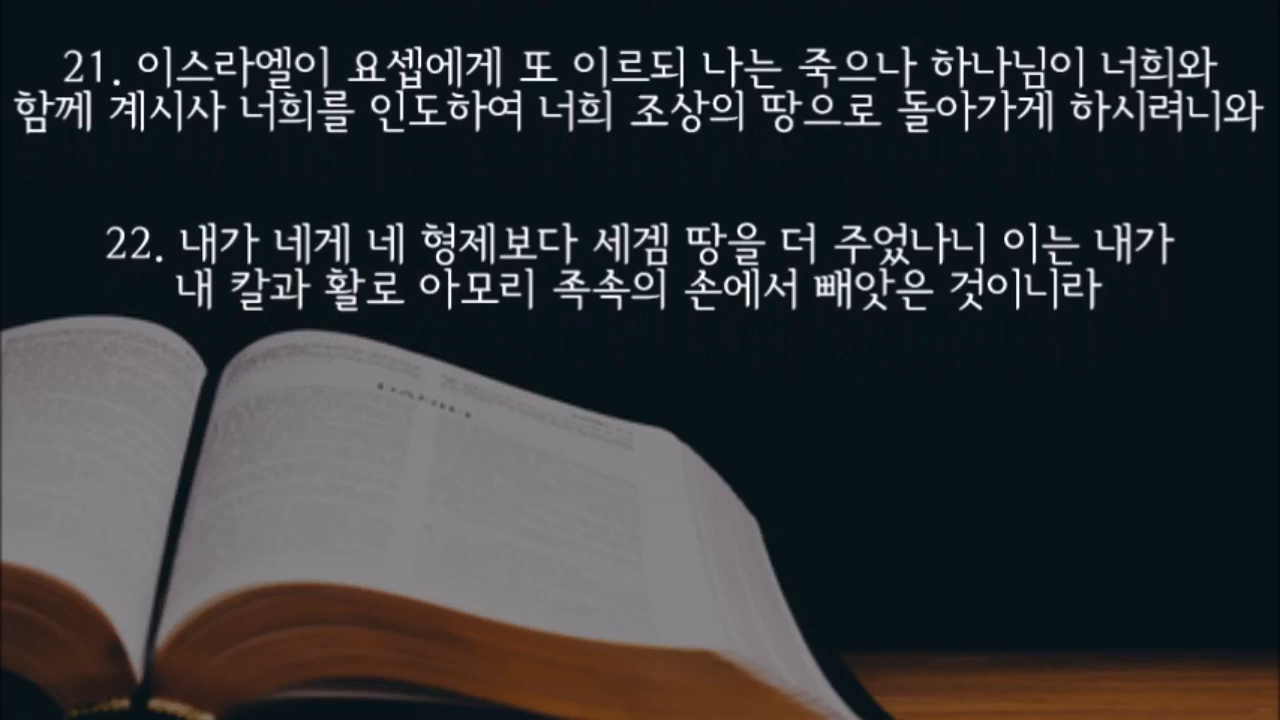 21. 이스라엘이 요셉에게 또 이르되 나는 죽으나 하나님이 너희와
함께 계시사 너희를 인도하여 너희 조상의 땅으로 돌아가게 하시려니와
22. 내가 네게 네 형제보다 세겜 땅을 더 주었나니 이는 내가
내 칼과 활로 아모리 족속의 손에서 빼앗은 것이니라